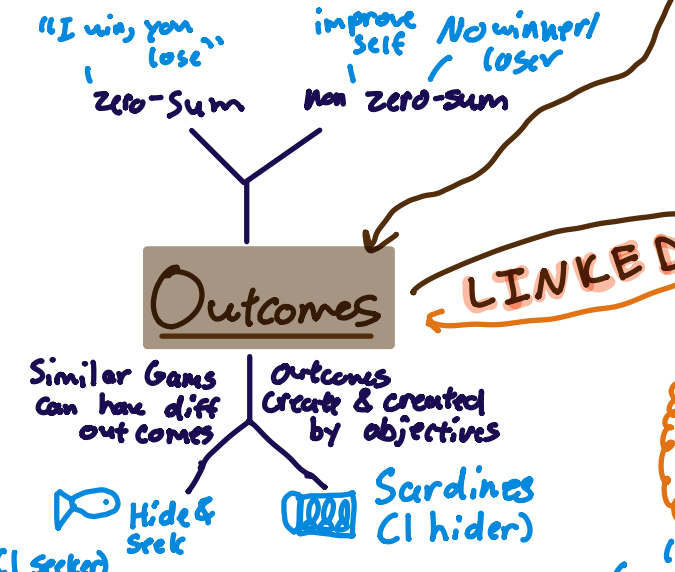 "I win, you
lose"
improve
self
No winner/
loser
Zero-Sum
non zero-sum
Outcomes
LINKED
Similar Games
can have diff
outcomes
outcomes
create & created
by objectives
Hide &
seek
Sardines
(1 hider)
(1 seeker)